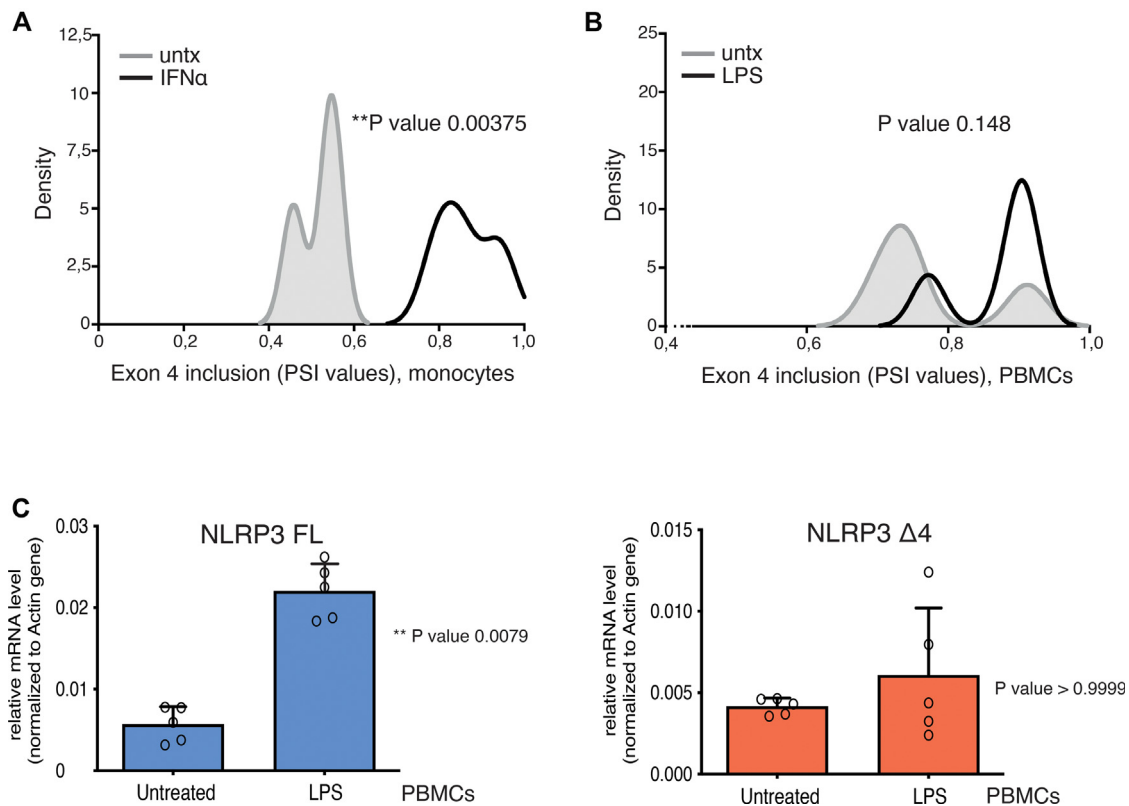 A
12,5
10
7,5
5
2,5
0
Density
untx
IFNα
**P value 0.00375
0 0,2 0,4 0,6 0,8 1,0
Exon 4 inclusion (PSI values), monocytes
B
25
20
15
10
5
0
Density
untx
LPS
P value 0.148
0,4 0,6 0,8 1,0
Exon 4 inclusion (PSI values), PBMCs
C
NLRP3 FL
0.03
0.02
0.01
0
relative mRNA level
(normalized to Actin gene)
** P value 0.0079
Untreated LPS PBMCs
NLRP3 Δ4
0.015
0.010
0.005
0.000
relative mRNA level
(normalized to Actin gene)
P value > 0.9999
Untreated LPS PBMCs